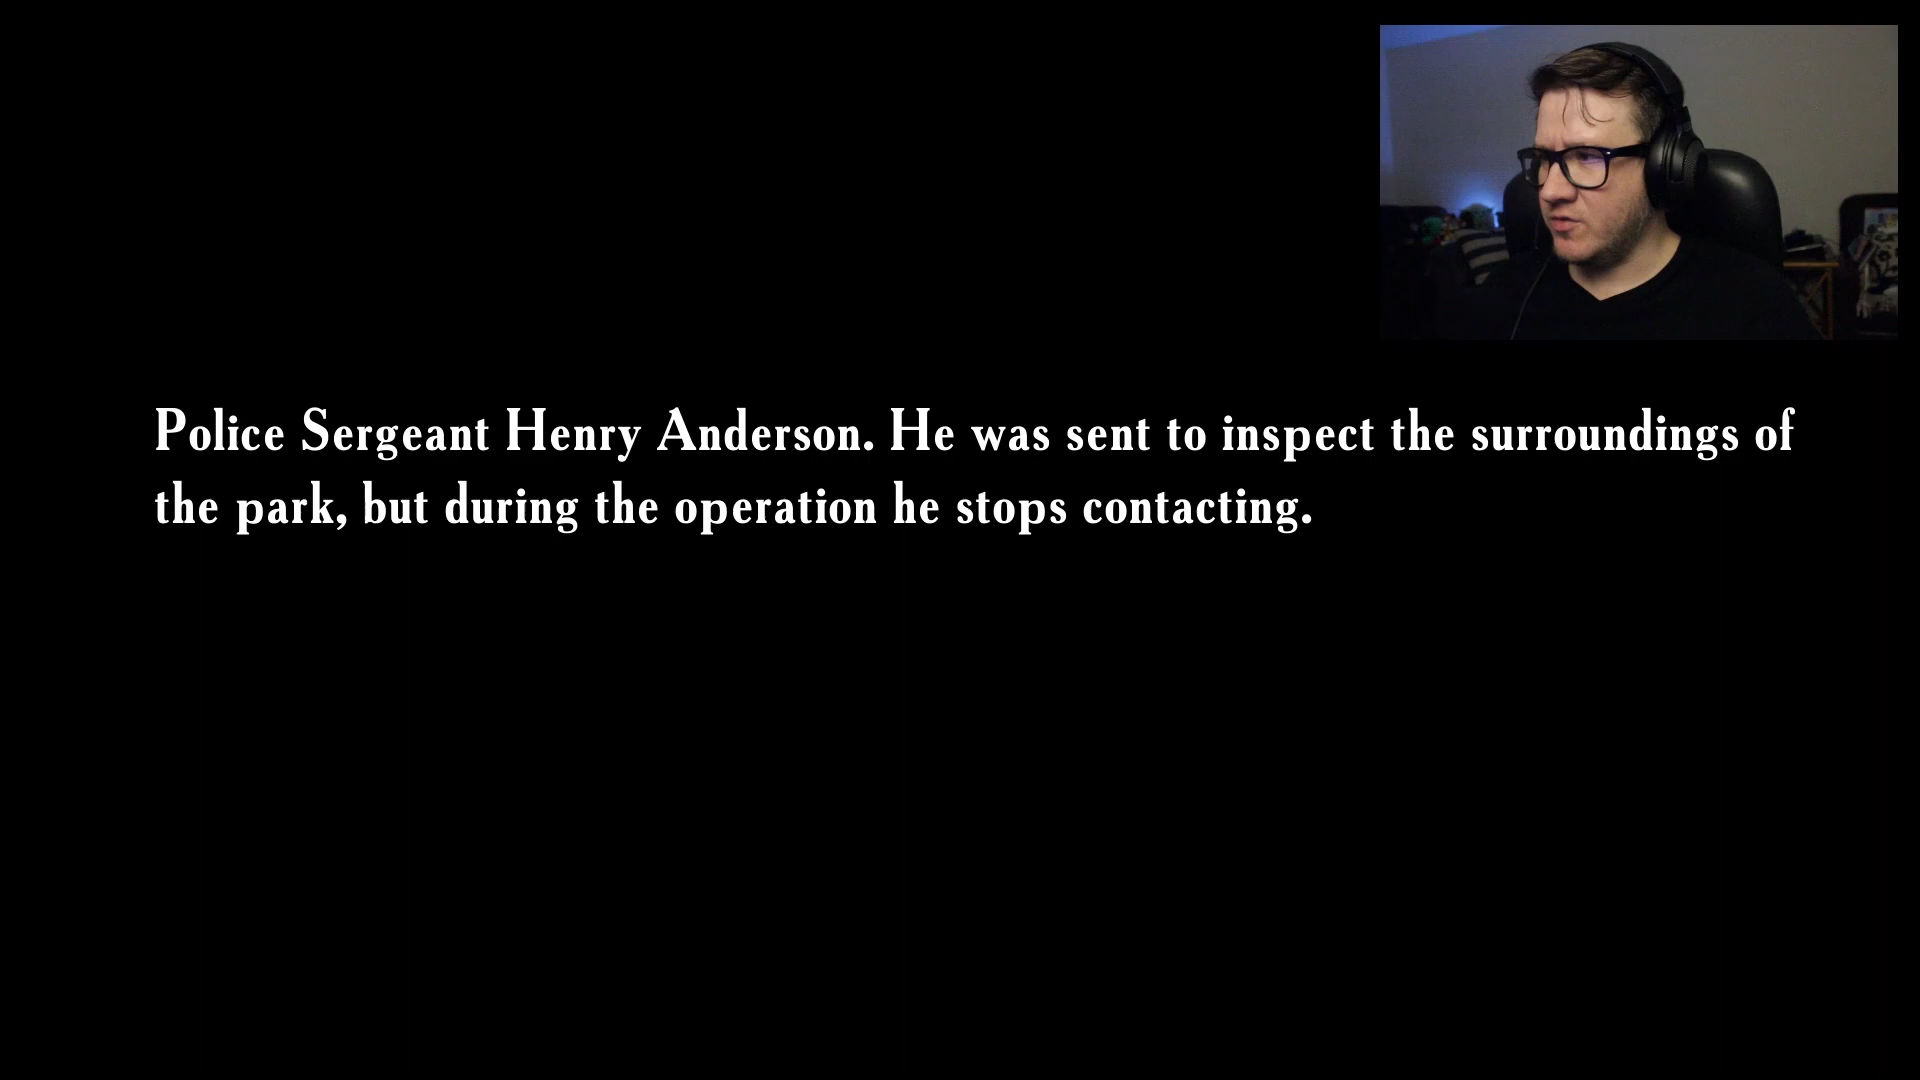 Police Sergeant Henry Anderson. He was sent to inspect the surroundings of
the park, but during the operation he stops contacting.